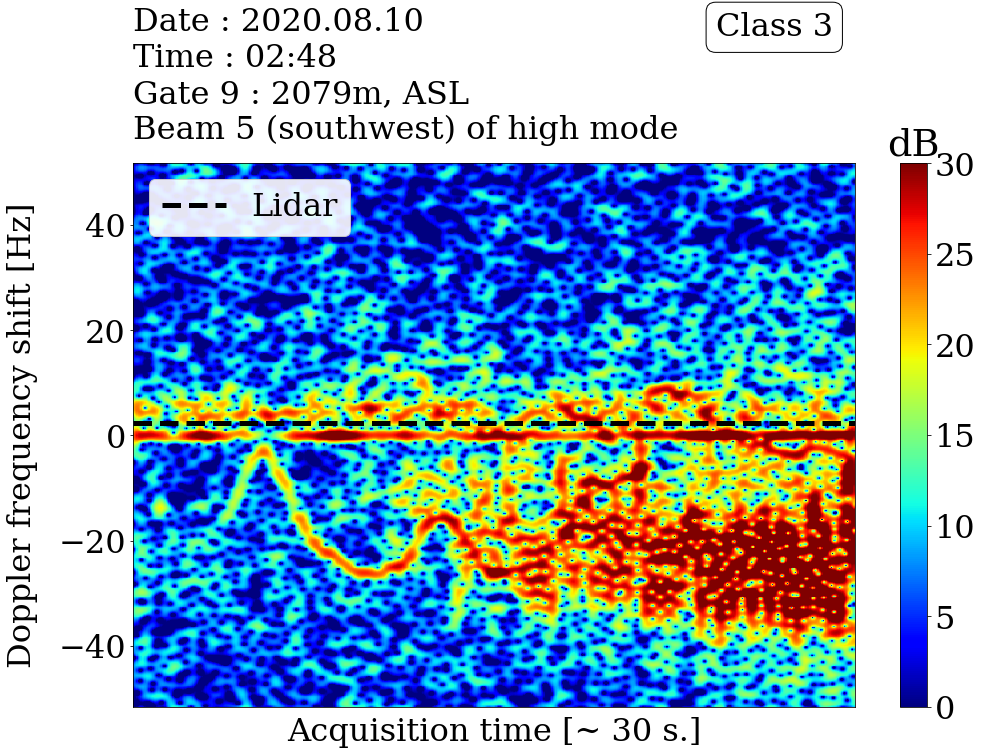 Date : 2020.08.10
Time : 02:48
Gate 9 : 2079m, ASL
Beam 5 (southwest) of high mode
Class 3
dB
Lidar
Doppler frequency shift [Hz]
40
20
0
−20
−40
Acquisition time [~ 30 s.]
30
25
20
15
10
5
0